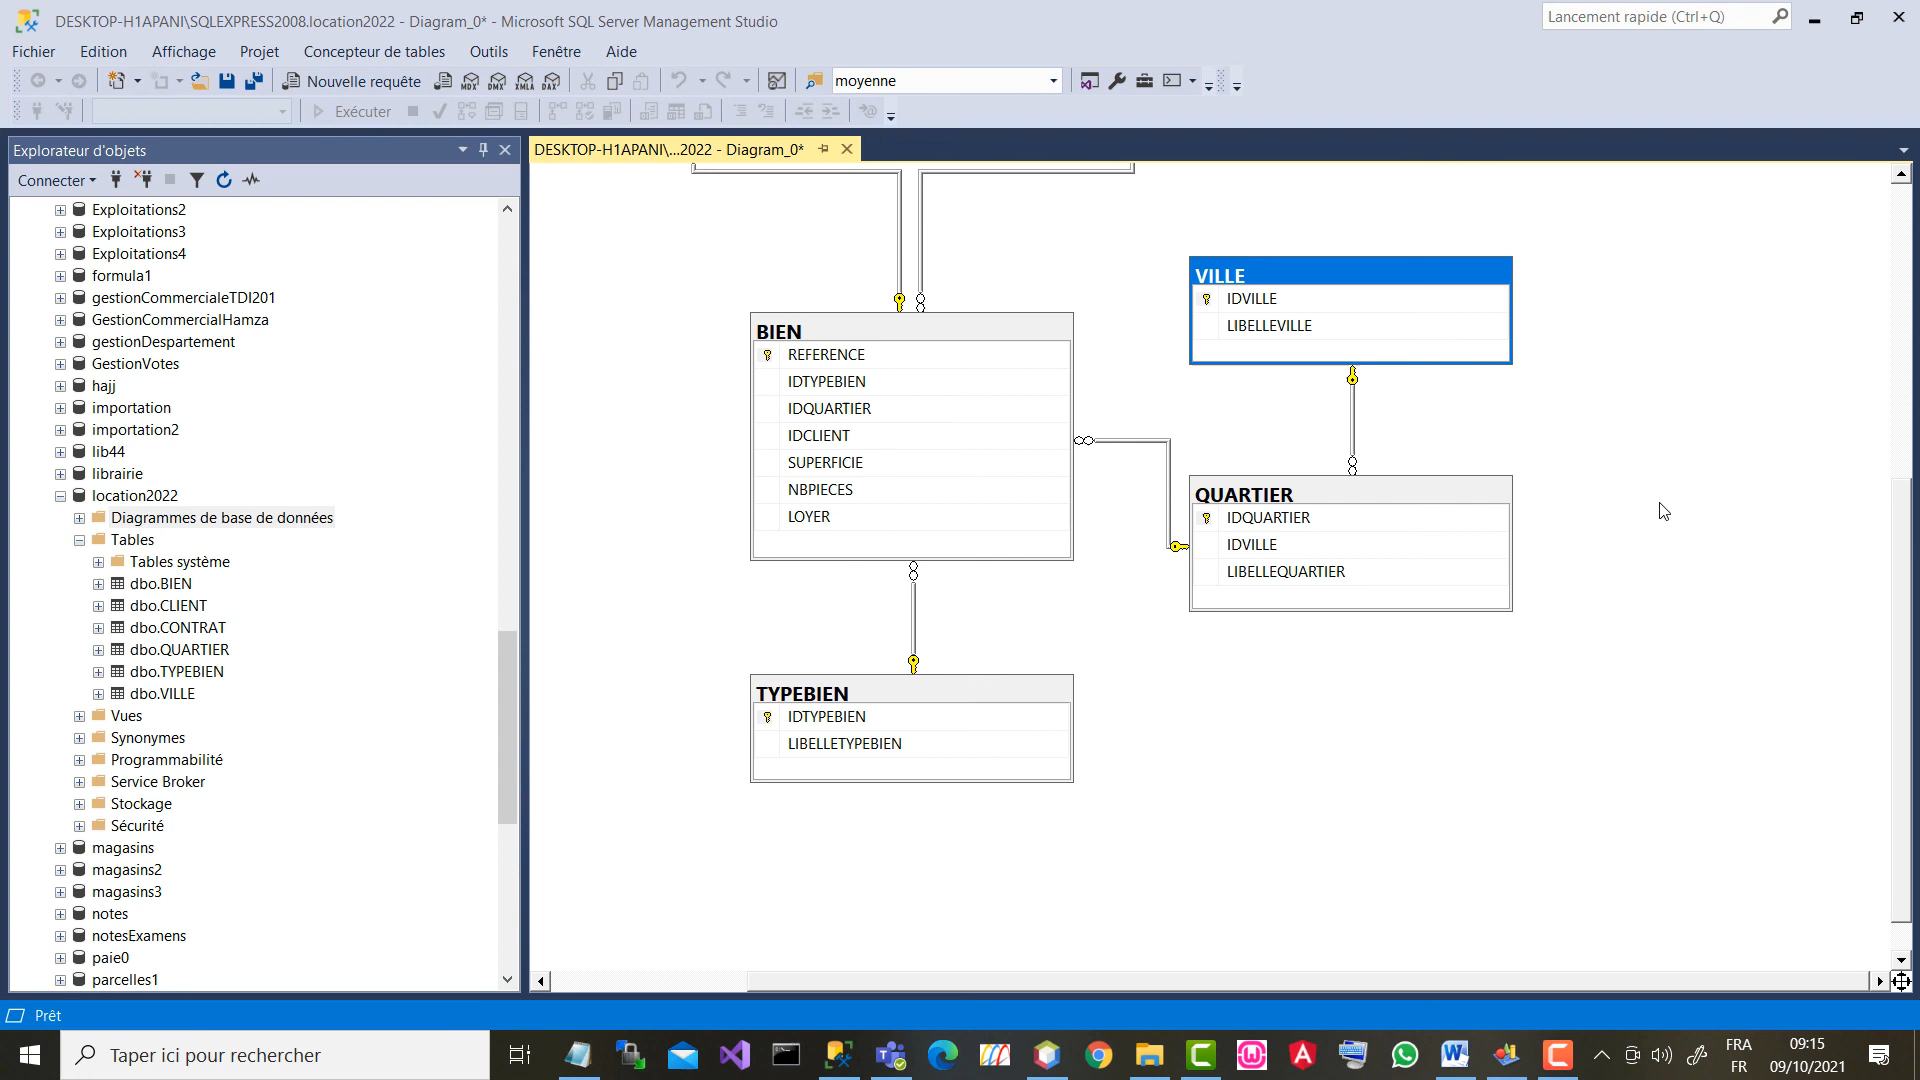 DESKTOP-H1APANI\SQLEXPRESS2008.location2022 - Diagram_0* - Microsoft SQL Server Management Studio
Lancement rapide (Ctrl+Q)
Fichier Edition Affichage Projet Concepteur de tables Outils Fenêtre Aide
Nouvelle requête MDX DMX XMLA DAX moyenne
Exécuter
Explorateur d'objets
Connecter
Exploitations2
Exploitations3
Exploitations4
formula1
gestionCommercialeTDI201
GestionCommercialHamza
gestionDespartement
GestionVotes
hajj
importation
importation2
lib44
librairie
location2022
Diagrammes de base de données
Tables
Tables système
dbo.BIEN
dbo.CLIENT
dbo.CONTRAT
dbo.QUARTIER
dbo.TYPEBIEN
dbo.VILLE
Vues
Synonymes
Programmabilité
Service Broker
Stockage
Sécurité
magasins
magasins2
magasins3
notes
notesExamens
paie0
parcelles1
DESKTOP-H1APANI\...2022 - Diagram_0*
VILLE
IDVILLE
LIBELLEVILLE
BIEN
REFERENCE
IDTYPEBIEN
IDQUARTIER
IDCLIENT
SUPERFICIE
NBPIECES
LOYER
QUARTIER
IDQUARTIER
IDVILLE
LIBELLEQUARTIER
TYPEBIEN
IDTYPEBIEN
LIBELLETYPEBIEN
Prêt
Taper ici pour rechercher
FRA
FR
09:15
09/10/2021